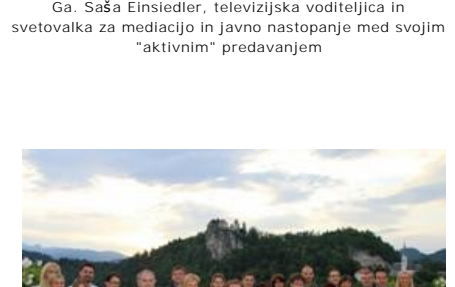 Ga. Saša Einsiedler, televizijska voditeljica in
svetovalka za mediacijo in javno nastopanje med svojim
"aktivnim" predavanjem